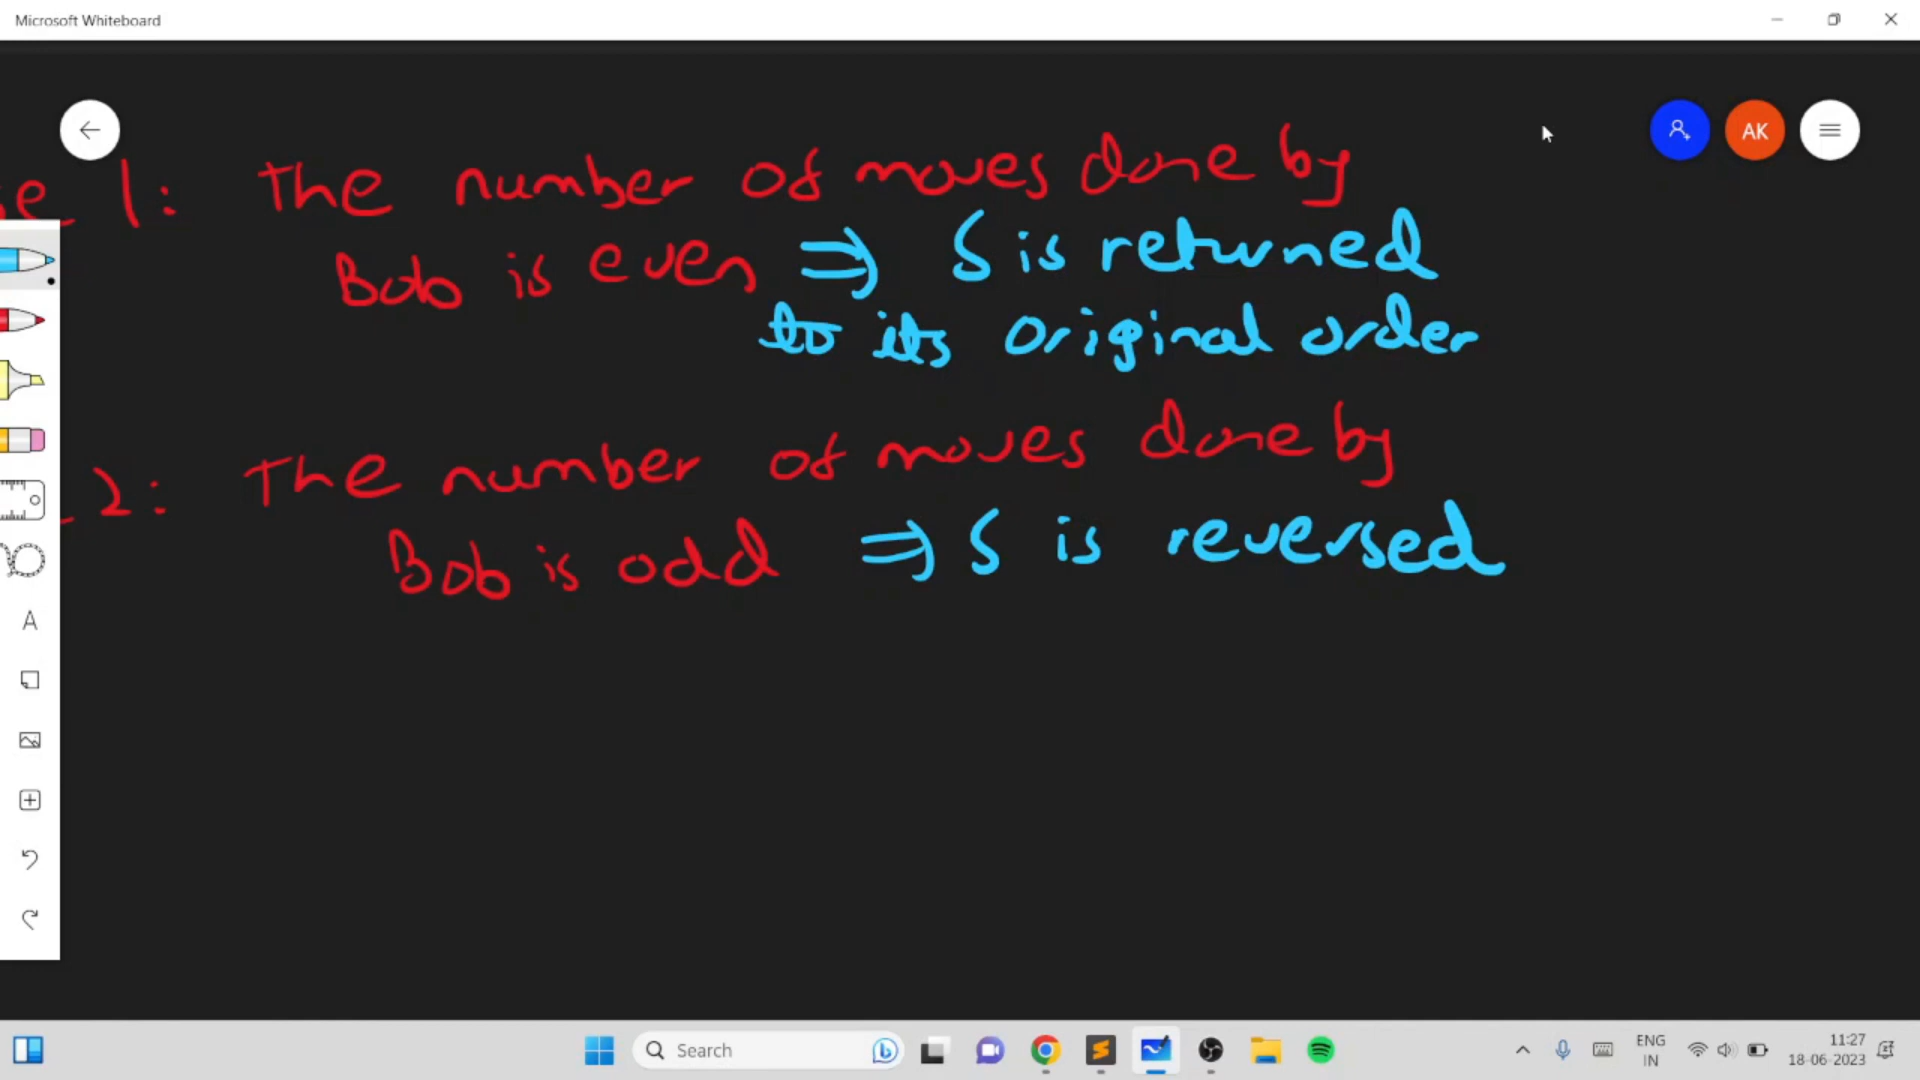 Microsoft Whiteboard
AK
se 1: The number of moves done by
Bob is even ⇒ S is returned
to its original order
2: The number of moves done by
Bob is odd ⇒ S is reversed
A
Search
ENG
IN
11:27
18-06-2023